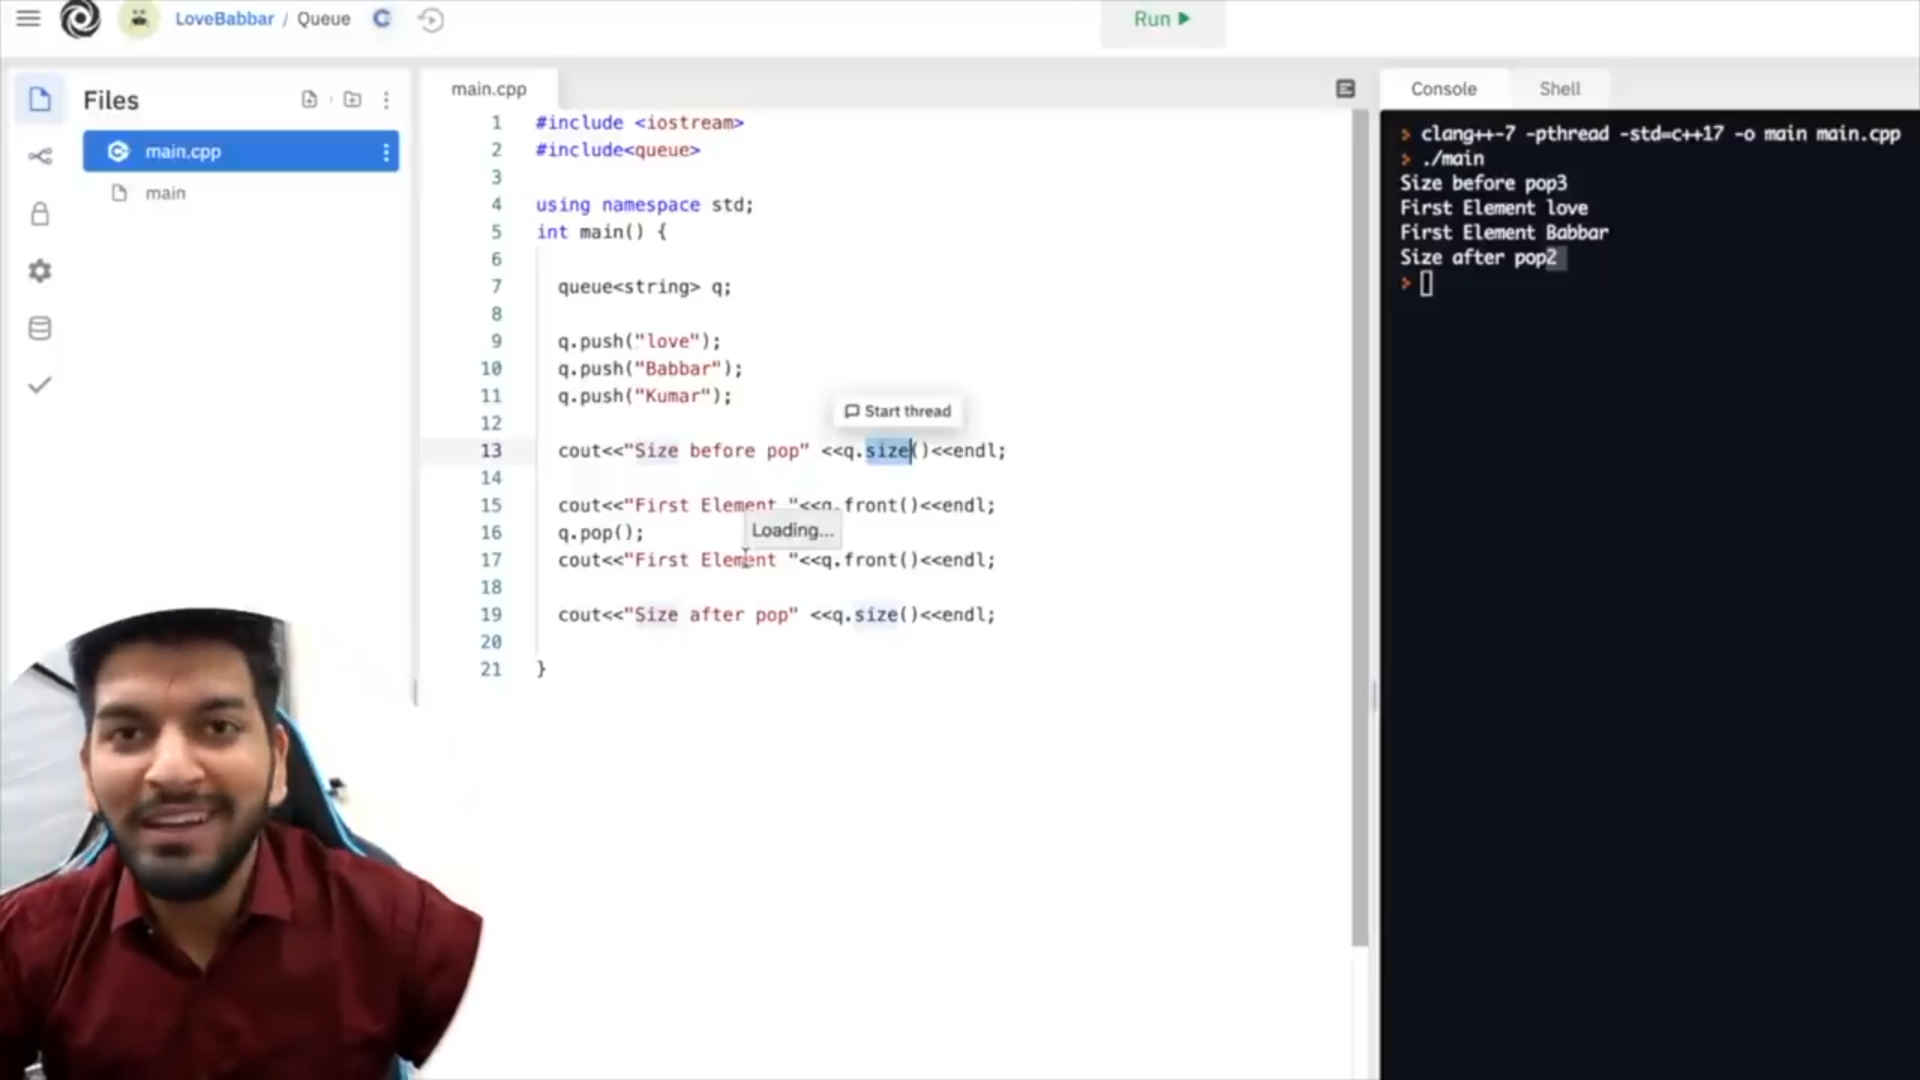 LoveBabbar / Queue
Run
Files
main.cpp
main
main.cpp
1 #include <iostream>
2 #include<queue>
3
4 using namespace std;
5 int main() {
6
7 queue<string> q;
8
9 q.push("love");
10 q.push("Babbar");
11 q.push("Kumar");
12
Start thread
13 cout<<"Size before pop" <<q.size()<<endl;
14
15 cout<<"First Element "<<q.front()<<endl;
16 q.pop();
Loading...
17 cout<<"First Element "<<q.front()<<endl;
18
19 cout<<"Size after pop" <<q.size()<<endl;
20
21 }
Console
Shell
> clang++-7 -pthread -std=c++17 -o main main.cpp
> ./main
Size before pop3
First Element love
First Element Babbar
Size after pop2
>